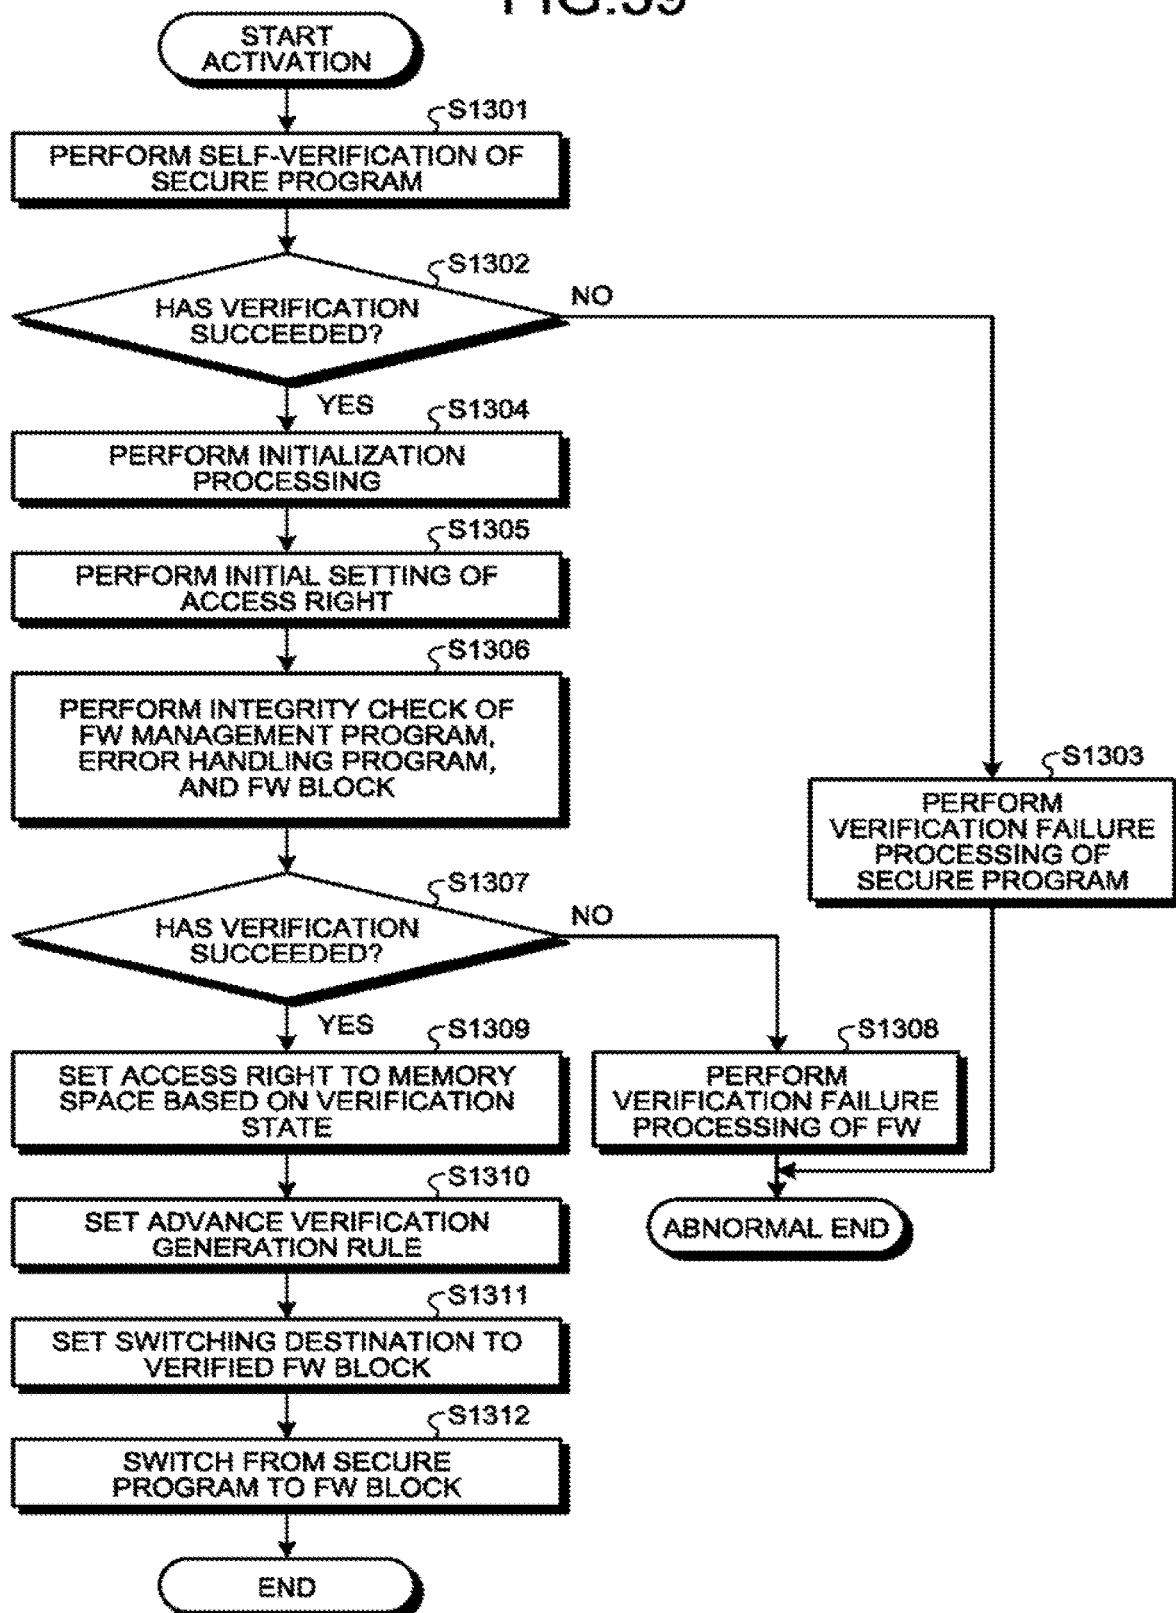 FIG.39
START
ACTIVATION
S1301
PERFORM SELF-VERIFICATION OF
SECURE PROGRAM
S1302
HAS VERIFICATION
SUCCEEDED?
NO
YES
S1304
PERFORM INITIALIZATION
PROCESSING
S1305
PERFORM INITIAL SETTING OF
ACCESS RIGHT
S1306
PERFORM INTEGRITY CHECK OF
FW MANAGEMENT PROGRAM,
ERROR HANDLING PROGRAM,
AND FW BLOCK
S1303
PERFORM
VERIFICATION FAILURE
PROCESSING OF
SECURE PROGRAM
S1307
HAS VERIFICATION
SUCCEEDED?
NO
YES
S1309
SET ACCESS RIGHT TO MEMORY
SPACE BASED ON VERIFICATION
STATE
S1308
PERFORM
VERIFICATION FAILURE
PROCESSING OF FW
S1310
SET ADVANCE VERIFICATION
GENERATION RULE
ABNORMAL END
S1311
SET SWITCHING DESTINATION TO
VERIFIED FW BLOCK
S1312
SWITCH FROM SECURE
PROGRAM TO FW BLOCK
END